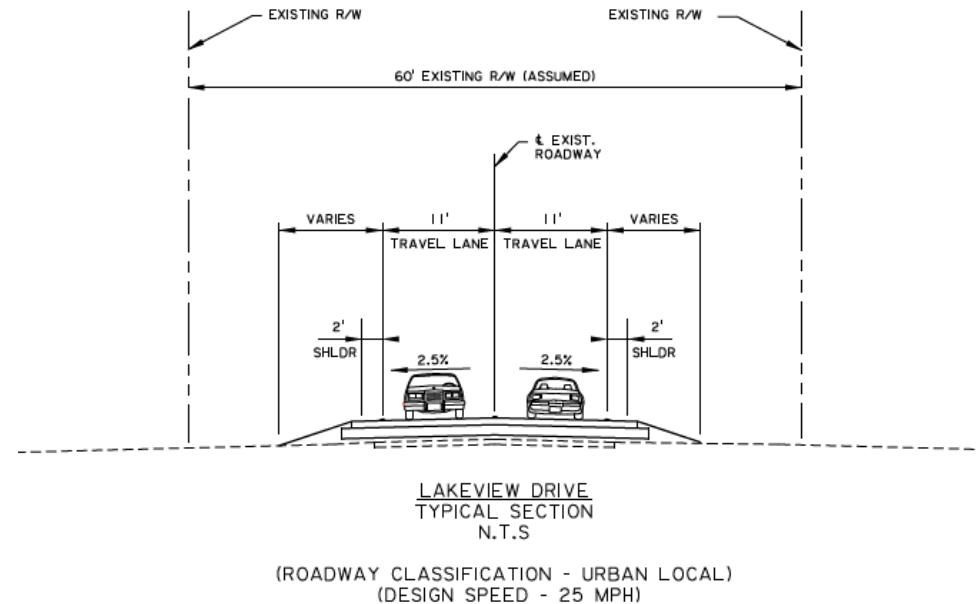 EXISTING R/W
EXISTING R/W
60' EXISTING R/W (ASSUMED)
℄ EXIST.
ROADWAY
VARIES
11'
11'
VARIES
TRAVEL LANE
TRAVEL LANE
2'
2'
SHLDR
SHLDR
2.5%
2.5%
LAKEVIEW DRIVE
TYPICAL SECTION
N.T.S
(ROADWAY CLASSIFICATION - URBAN LOCAL)
(DESIGN SPEED - 25 MPH)